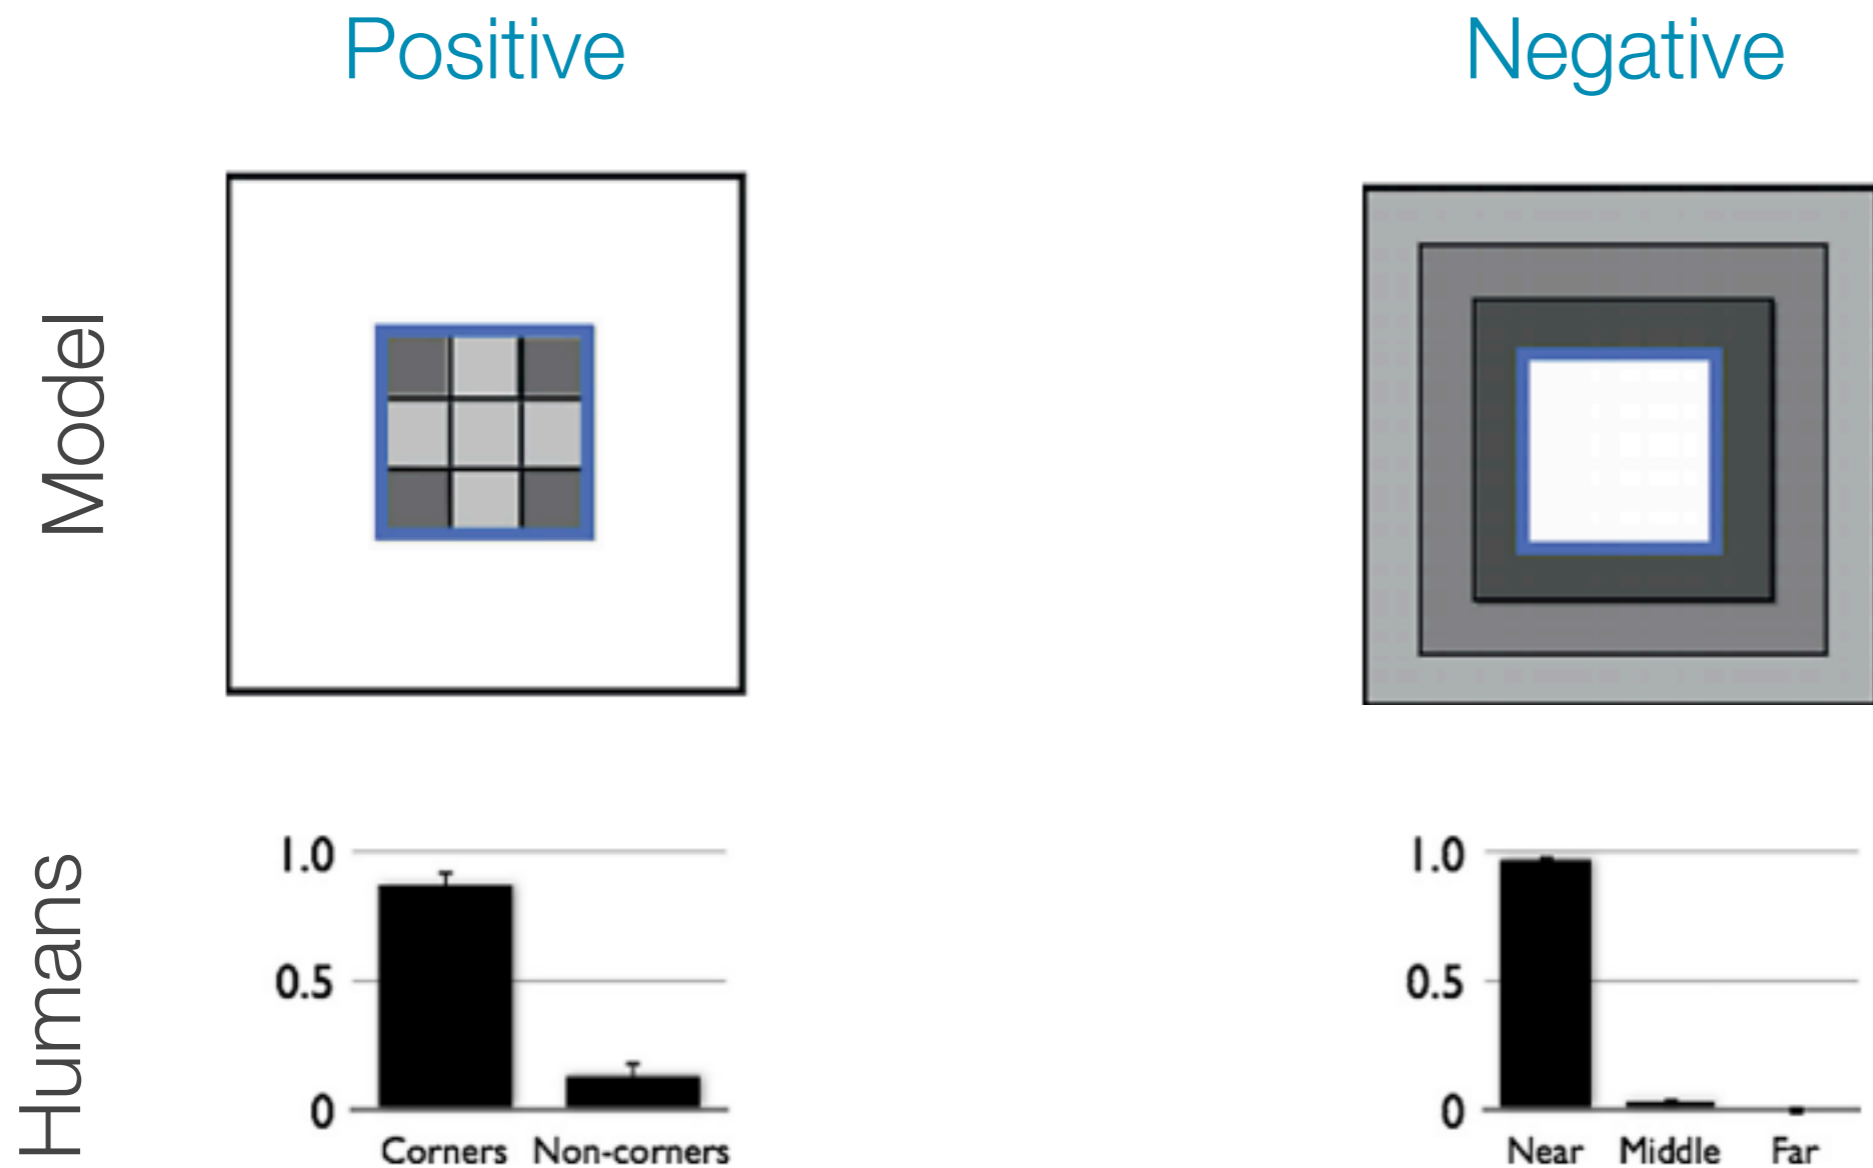 Positive
Negative
Model
Humans
1.0
0.5
0
Corners Non-corners
1.0
0.5
0
Near Middle Far